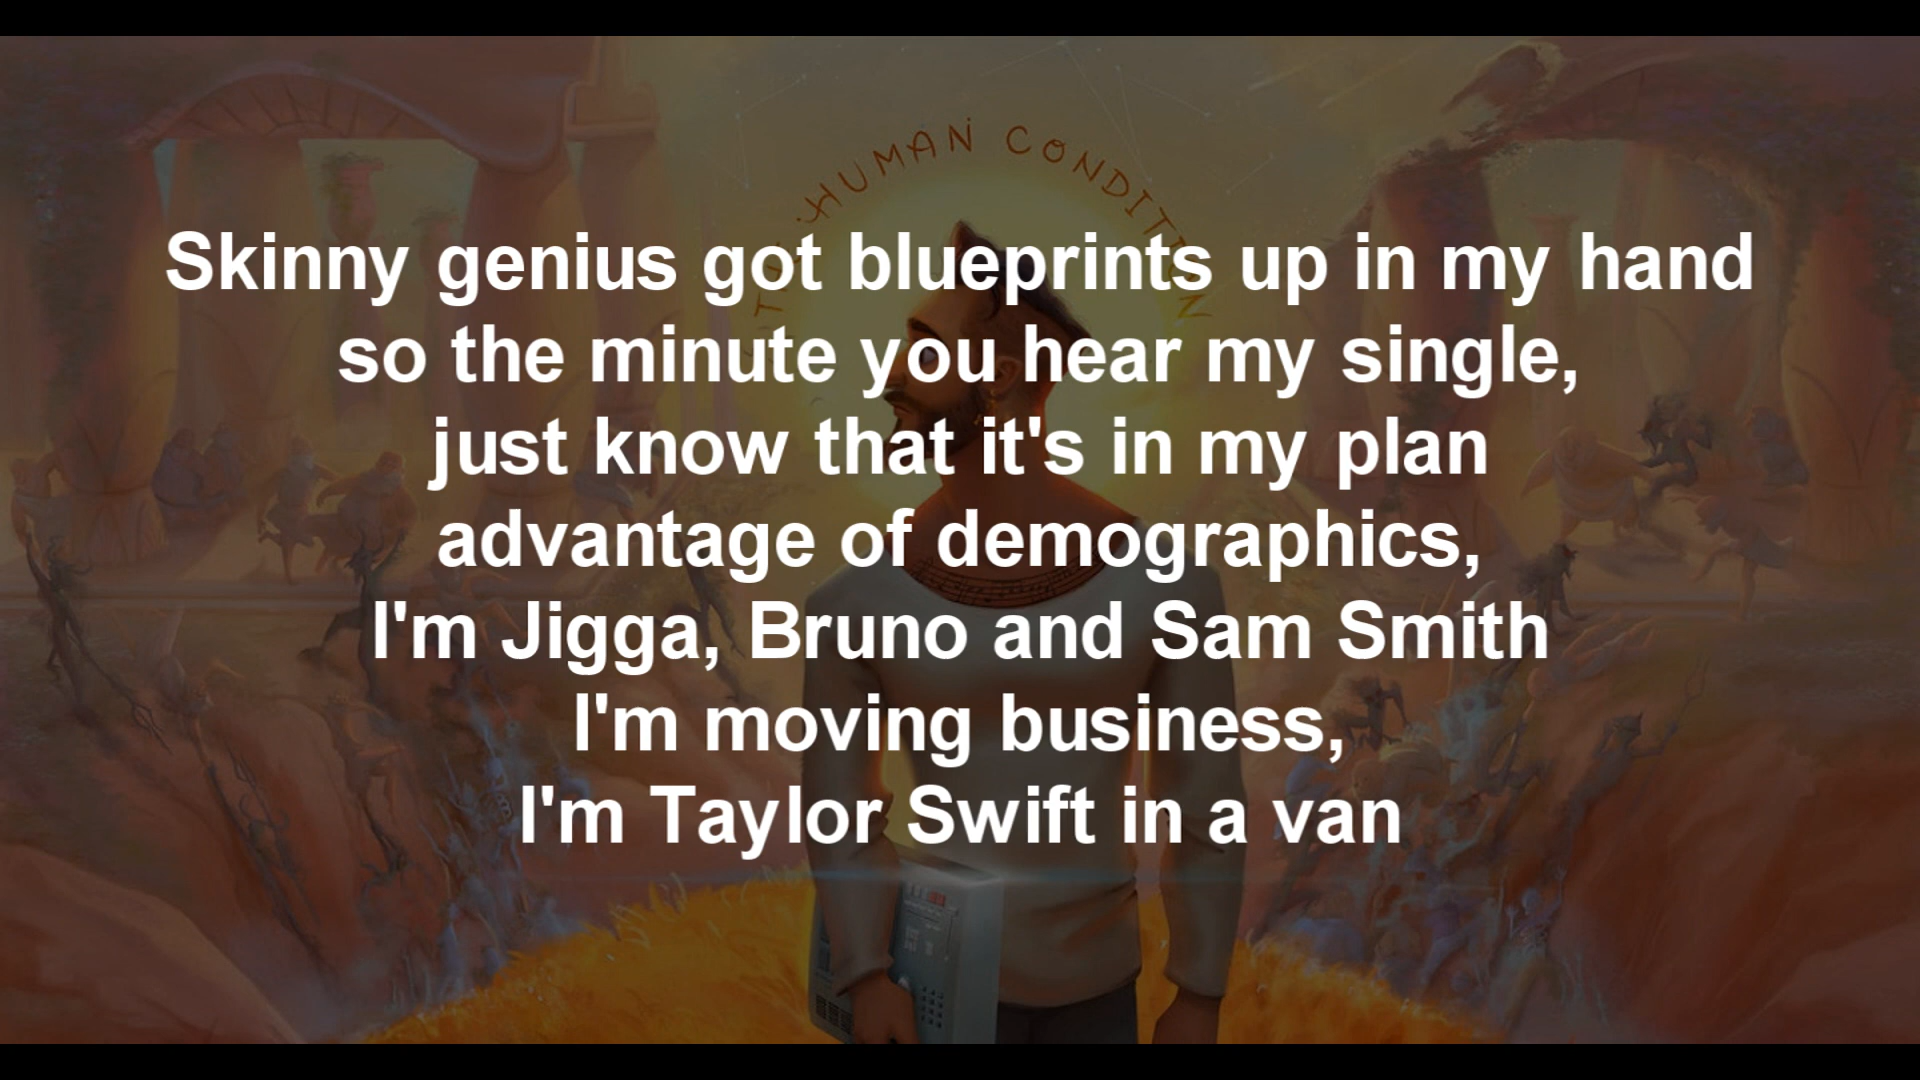 HUMAN CONDITION
Skinny genius got blueprints up in my hand
so the minute you hear my single,
just know that it's in my plan
advantage of demographics,
I'm Jigga, Bruno and Sam Smith
I'm moving business,
I'm Taylor Swift in a van